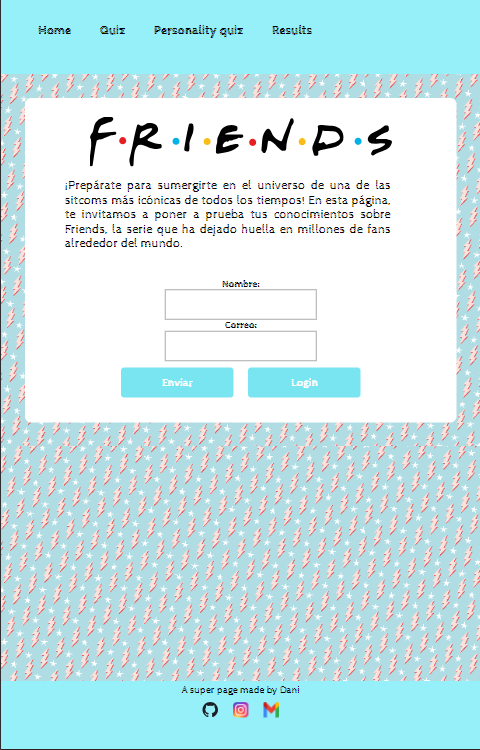 Home Quiz Personality quiz Results
F·R·I·E·N·D·S
¡Prepárate para sumergirte en el universo de una de las
sitcoms más icónicas de todos los tiempos! En esta página,
te invitamos a poner a prueba tus conocimientos sobre
Friends, la serie que ha dejado huella en millones de fans
alrededor del mundo.
Nombre:
Correo:
Enviar Login
A super page made by Dani